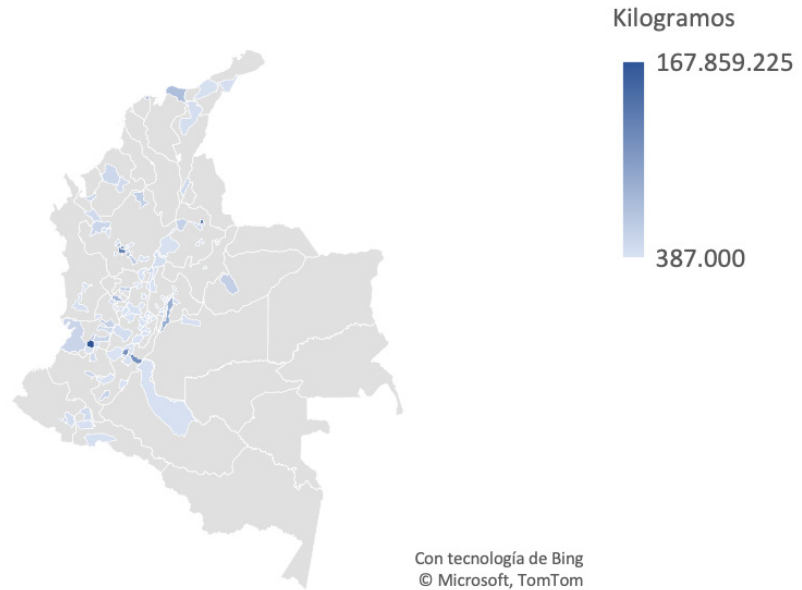 Kilogramos
167.859.225
387.000
Con tecnología de Bing
© Microsoft, TomTom